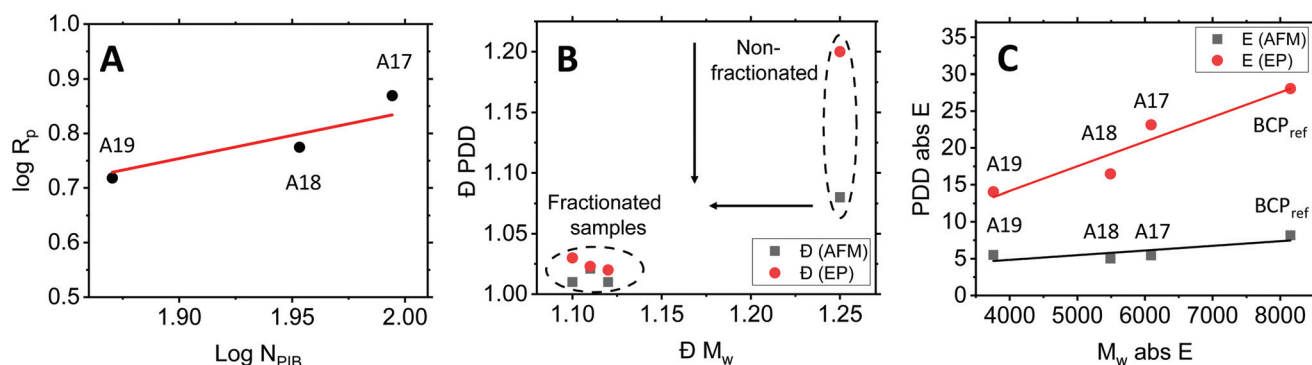 A
A17
A19
A18
1.0
0.9
0.8
0.7
0.6
0.5
1.90
1.95
2.00
log Rp
Log NPIB
B
Non-
fractionated
Fractionated
samples
Đ (AFM)
Đ (EP)
1.20
1.15
1.10
1.05
1.00
1.10
1.15
1.20
1.25
Đ PDD
Đ Mw
C
E (AFM)
E (EP)
A19
A18
A17
BCPref
A19
A18
A17
BCPref
35
30
25
20
15
10
5
0
4000
5000
6000
7000
8000
PDD abs E
Mw abs E